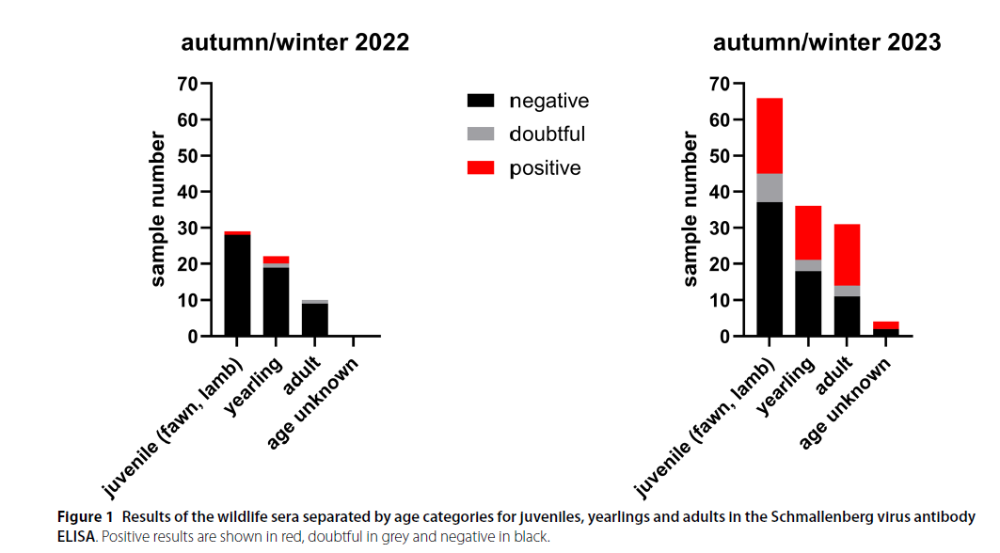 autumn/winter 2022
70
60
50
40
30
20
10
0
sample number
juvenile (fawn, lamb)
yearling
adult
age unknown
negative
doubtful
positive
autumn/winter 2023
70
60
50
40
30
20
10
0
sample number
juvenile (fawn, lamb)
yearling
adult
age unknown
Figure 1 Results of the wildlife sera separated by age categories for juveniles, yearlings and adults in the Schmallenberg virus antibody
ELISA. Positive results are shown in red, doubtful in grey and negative in black.